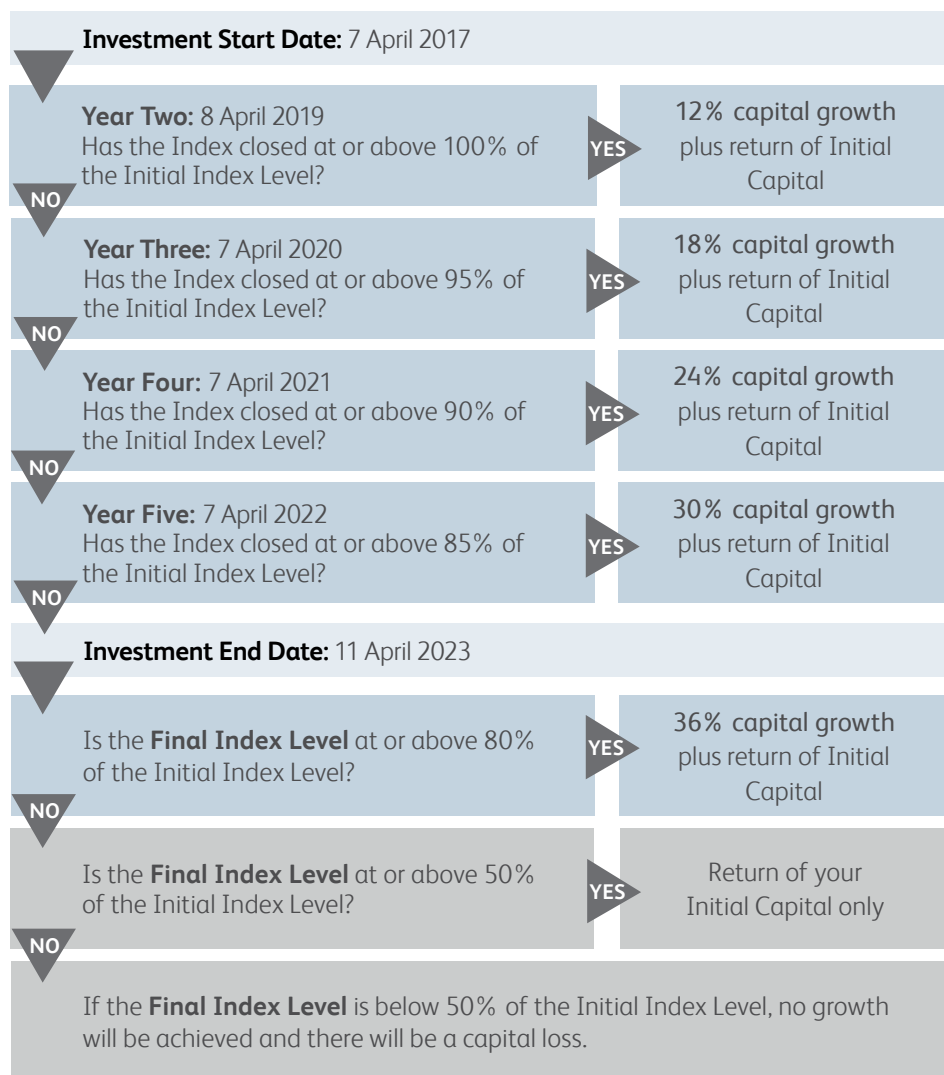 Investment Start Date: 7 April 2017
Year Two: 8 April 2019
Has the Index closed at or above 100% of
the Initial Index Level?
YES
12% capital growth
plus return of Initial
Capital
NO
Year Three: 7 April 2020
Has the Index closed at or above 95% of
the Initial Index Level?
YES
18% capital growth
plus return of Initial
Capital
NO
Year Four: 7 April 2021
Has the Index closed at or above 90% of
the Initial Index Level?
YES
24% capital growth
plus return of Initial
Capital
NO
Year Five: 7 April 2022
Has the Index closed at or above 85% of
the Initial Index Level?
YES
30% capital growth
plus return of Initial
Capital
NO
Investment End Date: 11 April 2023
Is the Final Index Level at or above 80%
of the Initial Index Level?
YES
36% capital growth
plus return of Initial
Capital
NO
Is the Final Index Level at or above 50%
of the Initial Index Level?
YES
Return of your
Initial Capital only
NO
If the Final Index Level is below 50% of the Initial Index Level, no growth
will be achieved and there will be a capital loss.